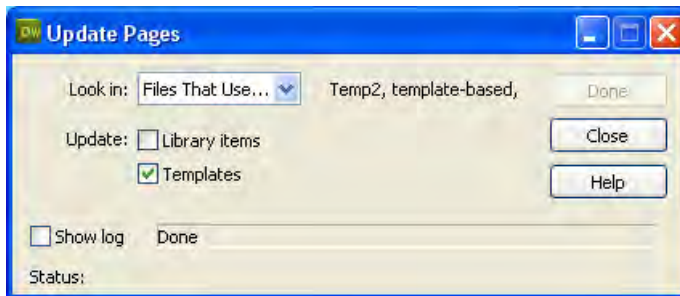 Dw Update Pages
Look in: Files That Use... Temp2, template-based, Done
Update: Library items Close
Templates Help
Show log Done
Status: